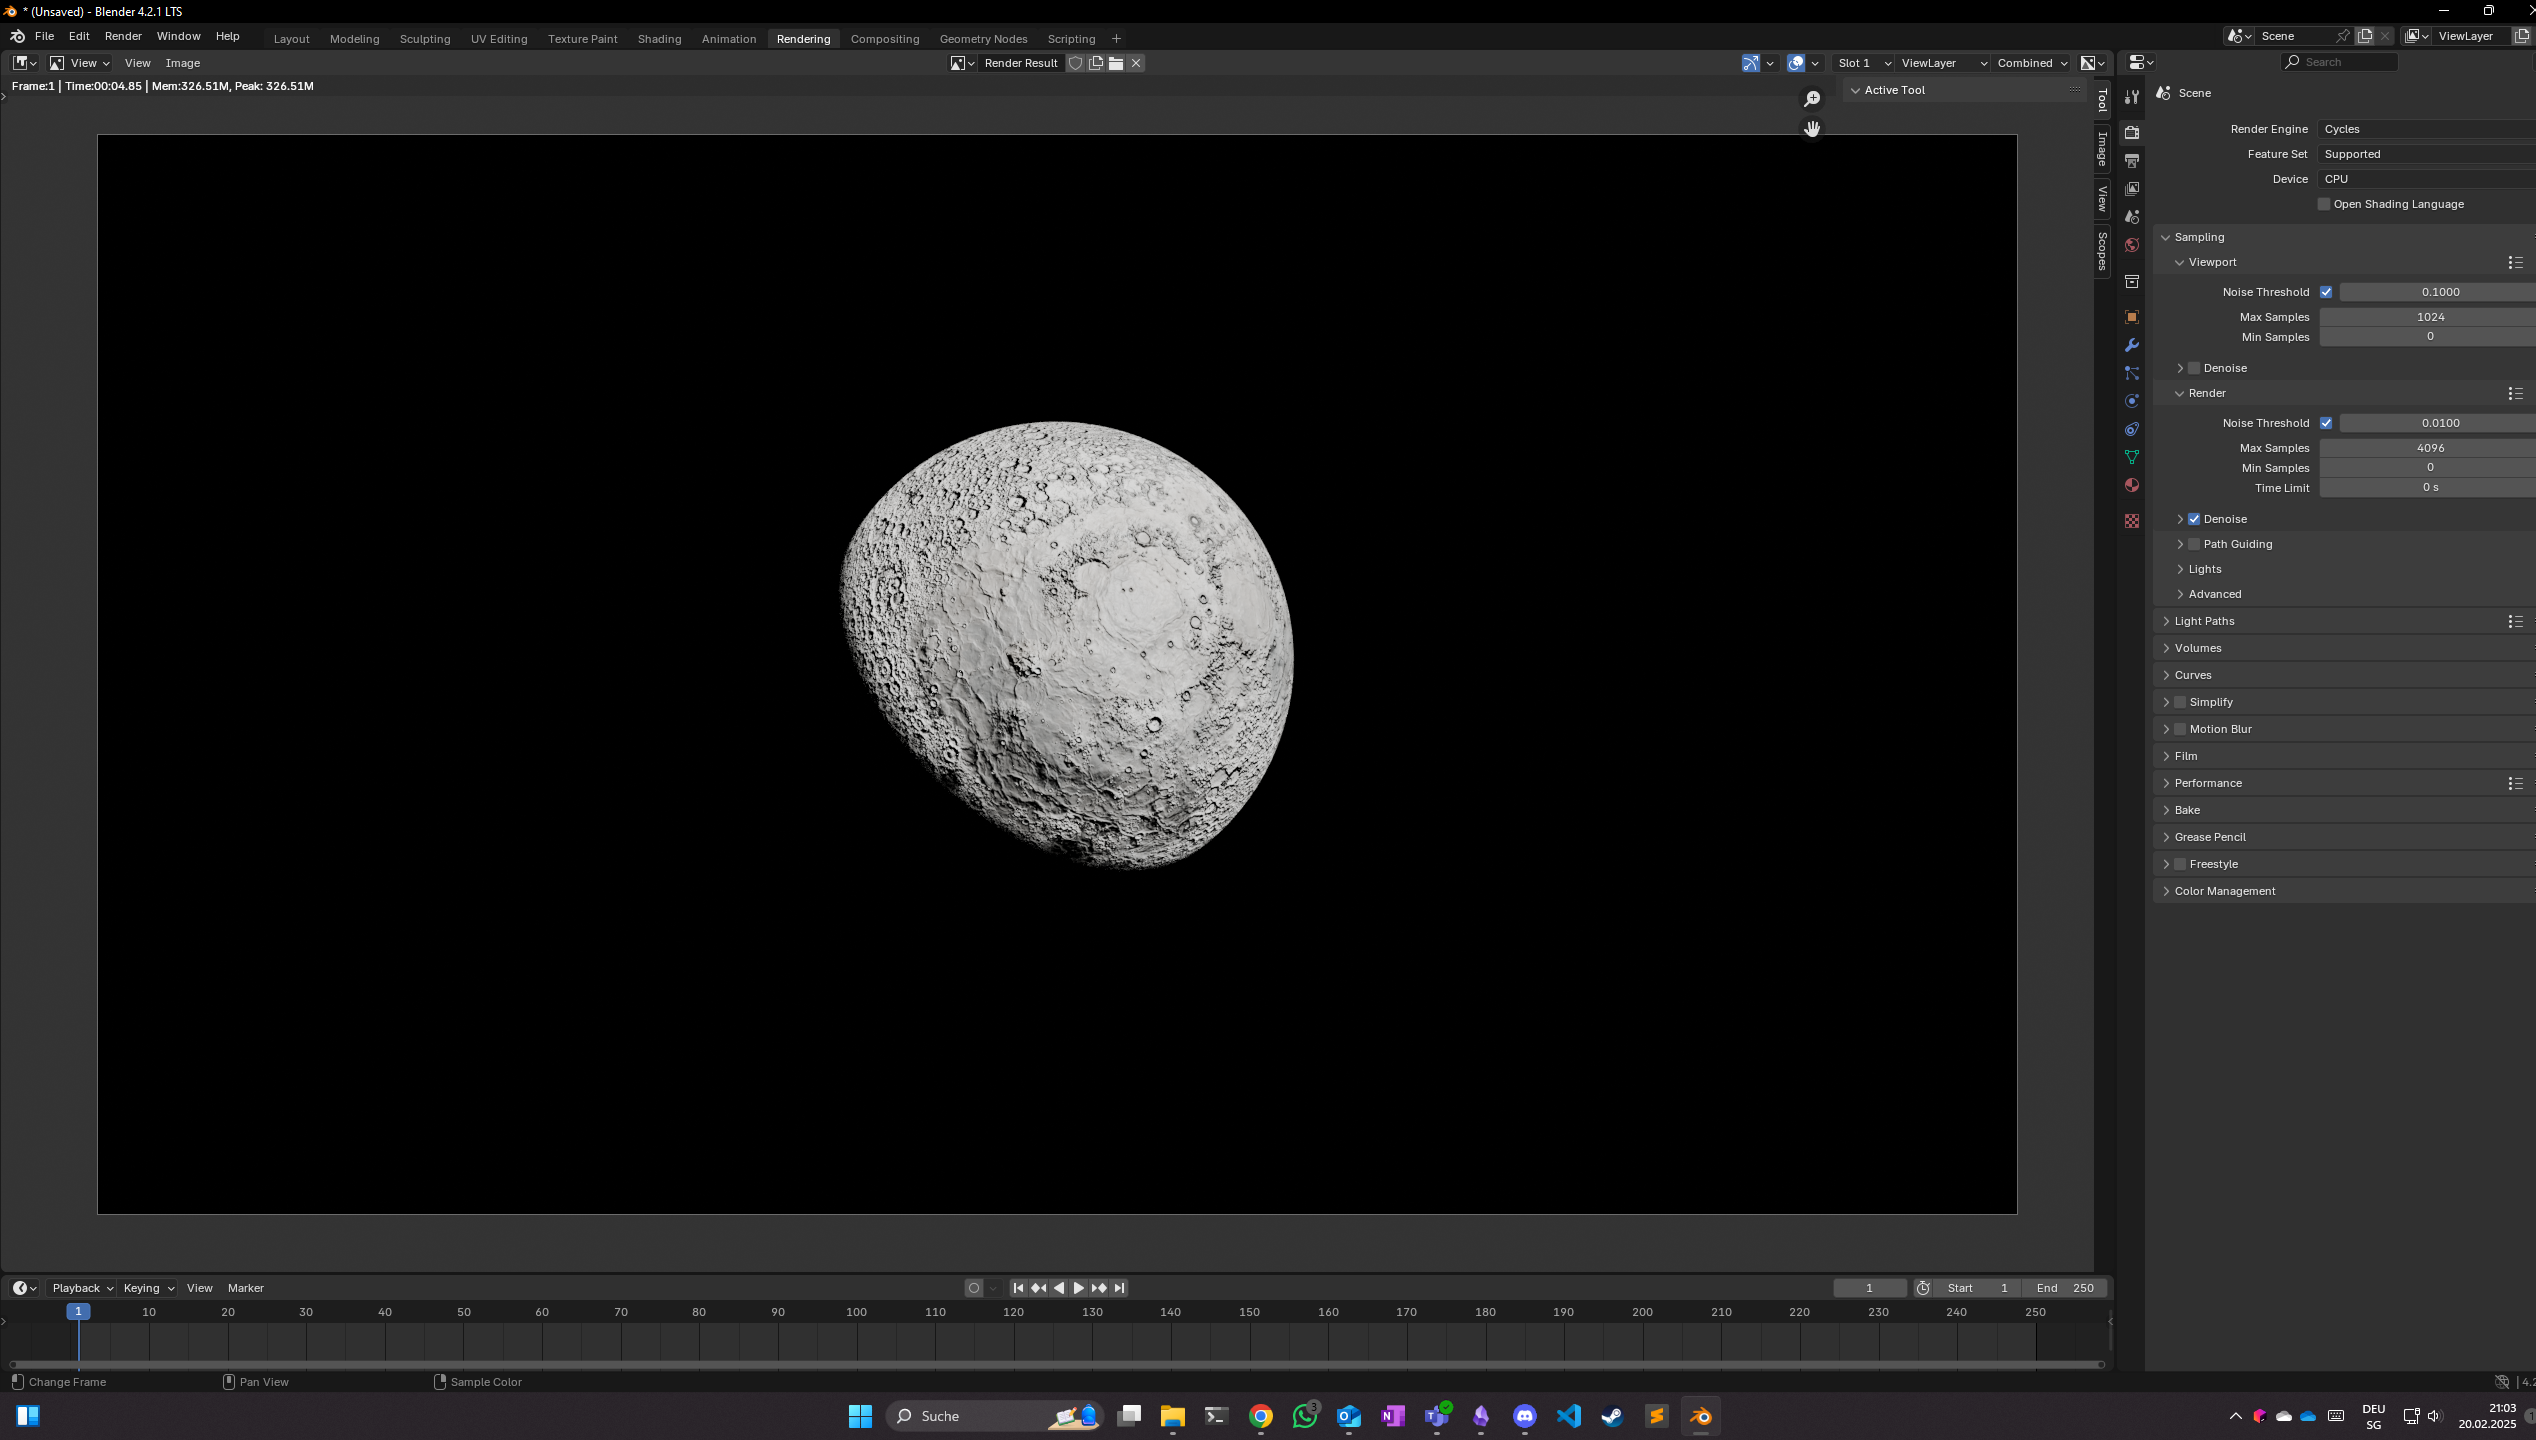 * (Unsaved) - Blender 4.2.1 LTS
File Edit Render Window Help Layout Modeling Sculpting UV Editing Texture Paint Shading Animation Rendering Compositing Geometry Nodes Scripting + Scene ViewLayer
View View Image Render Result Slot 1 ViewLayer Combined Search
Frame:1 | Time:00:04.85 | Mem:326.51M, Peak: 326.51M
Active Tool
Tool
Image
View
Scopes
Scene
Render Engine Cycles
Feature Set Supported
Device CPU
Open Shading Language
Sampling
Viewport
Noise Threshold 0.1000
Max Samples 1024
Min Samples 0
Denoise
Render
Noise Threshold 0.0100
Max Samples 4096
Min Samples 0
Time Limit 0 s
Denoise
Path Guiding
Lights
Advanced
Light Paths
Volumes
Curves
Simplify
Motion Blur
Film
Performance
Bake
Grease Pencil
Freestyle
Color Management
Playback Keying View Marker 1 Start 1 End 250
1 10 20 30 40 50 60 70 80 90 100 110 120 130 140 150 160 170 180 190 200 210 220 230 240 250
Change Frame Pan View Sample Color
Suche 3 DEU 21:03
SG 20.02.2025